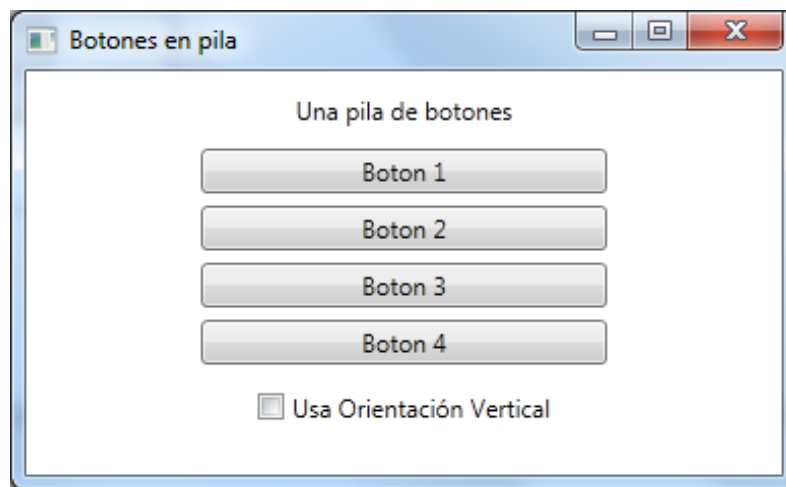 Botones en pila
Una pila de botones
Boton 1
Boton 2
Boton 3
Boton 4
Usa Orientación Vertical